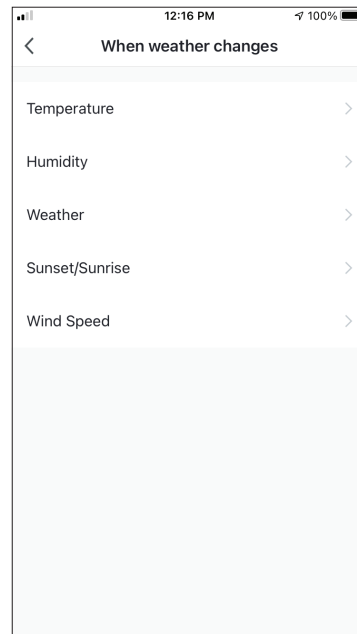 12:16 PM 100%
When weather changes
Temperature
Humidity
Weather
Sunset/Sunrise
Wind Speed